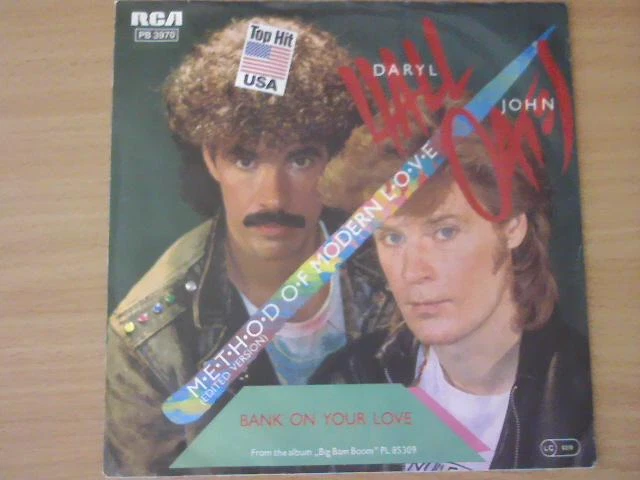 RCA
PB 3970
Top Hit
USA
DARYL
HALL
JOHN
OATES
M·E·T·H·O·D O·F MODERN L·O·V·E
(EDITED VERSION)
BANK ON YOUR LOVE
From the album „Big Bam Boom" PL 85309
LC 0316